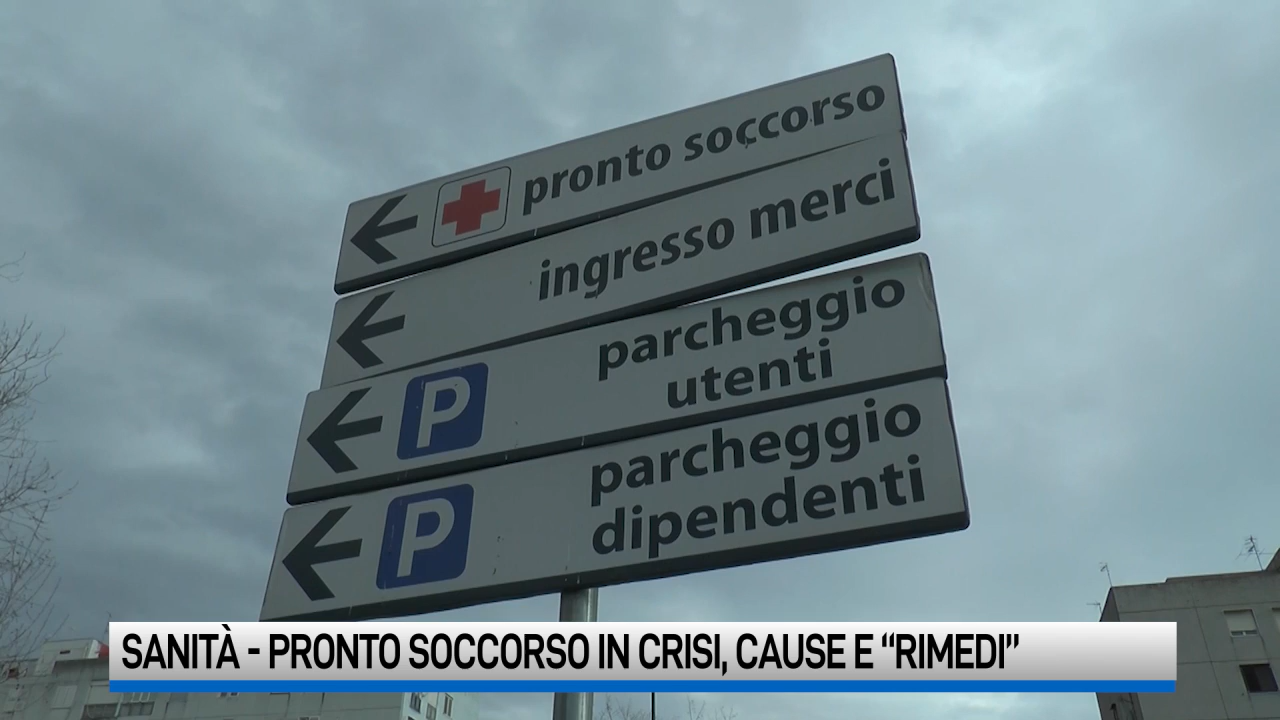 pronto soccorso
ingresso merci
P parcheggio
utenti
P parcheggio
dipendenti
SANITÀ - PRONTO SOCCORSO IN CRISI, CAUSE E “RIMEDI”